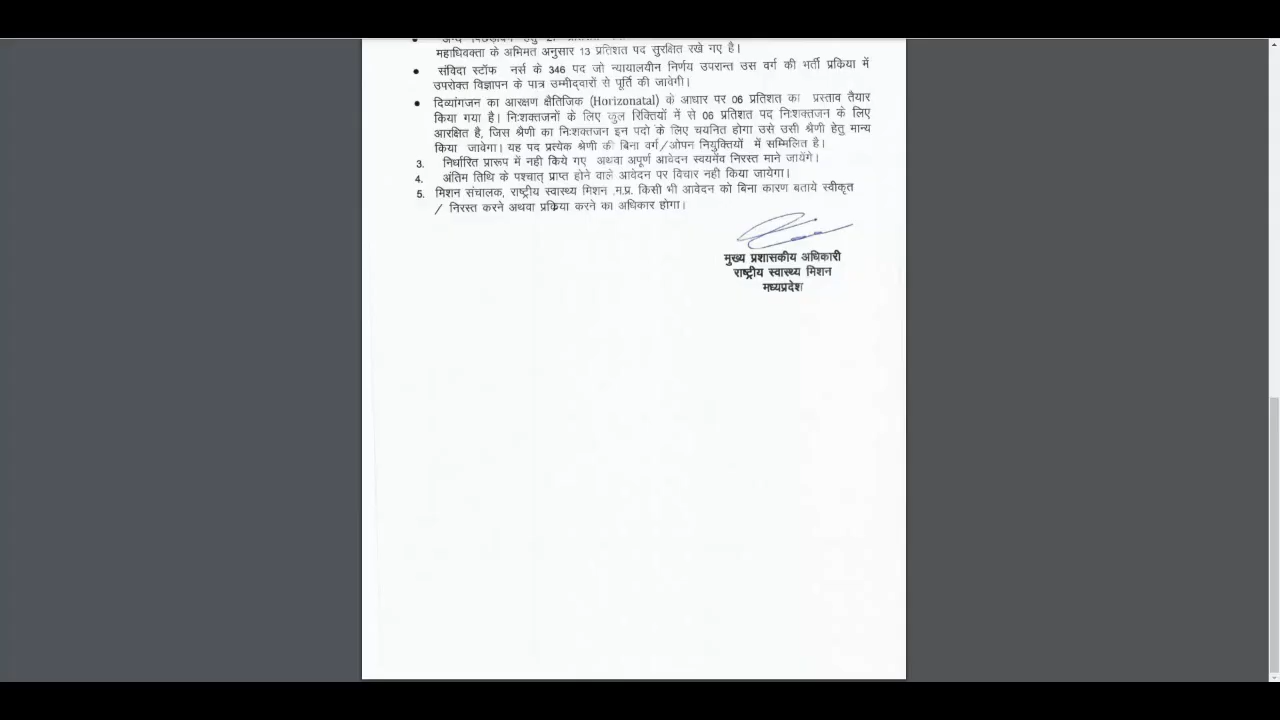 महाधिवक्ता के अभिमत अनुसार 13 प्रतिशत पद सुरक्षित रखे गए है।
• संविदा स्टॉफ नर्स के 346 पद जो न्यायालयीन निर्णय उपरान्त उस वर्ग की भर्ती प्रकिया में
उपरोक्त विज्ञापन के पात्र उम्मीदवारों से पूर्ति की जावेगी।
• दिव्यांगजन का आरक्षण क्षैतिजिक (Horizonatal) के आधार पर 06 प्रतिशत का प्रस्ताव तैयार
किया गया है। निःशक्तजनों के लिए कुल रिक्तियों में से 06 प्रतिशत पद निःशक्तजन के लिए
आरक्षित है, जिस श्रेणी का निःशक्तजन इन पदो के लिए चयनित होगा उसे उसी श्रेणी हेतु मान्य
किया जावेगा। यह पद प्रत्येक श्रेणी की बिना वर्ग/ओपन नियुक्तियों में सम्मिलित है।
3. निर्धारित प्रारूप में नही किये गए अथवा अपूर्ण आवेदन स्वयमेंव निरस्त माने जायेंगे।
4. अंतिम तिथि के पश्चात् प्राप्त होने वाले आवेदन पर विचार नही किया जायेगा।
5. मिशन संचालक, राष्ट्रीय स्वास्थ्य मिशन .म.प्र. किसी भी आवेदन को बिना कारण बताये स्वीकृत
/ निरस्त करने अथवा प्रकिया करने का अधिकार होगा।
मुख्य प्रशासकीय अधिकारी
राष्ट्रीय स्वास्थ्य मिशन
मध्यप्रदेश